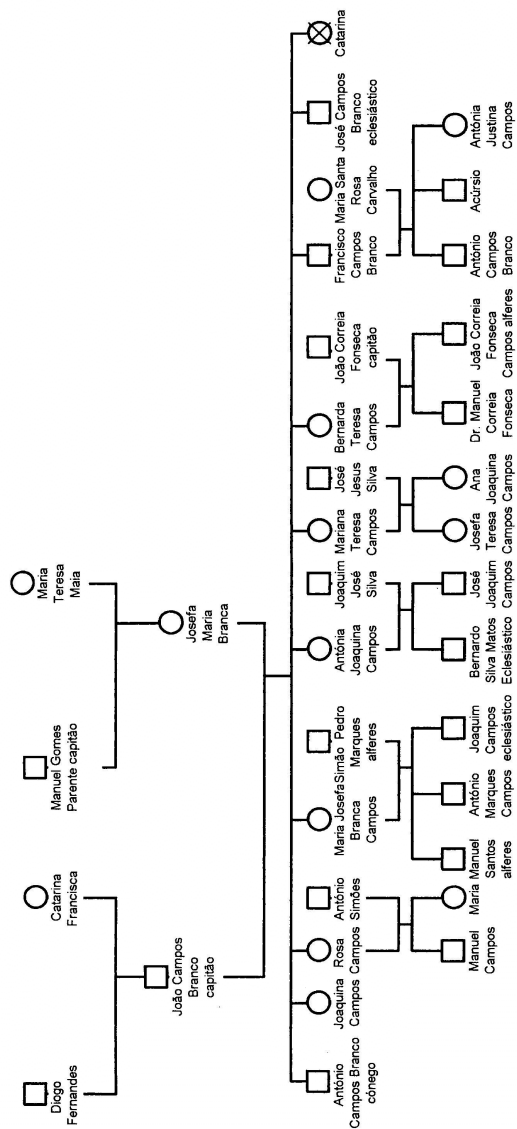 Diogo
Fernandes
Catarina
Francisca
Manuel Gomes
Parente capitão
Maria
Teresa
Maia
João Campos
Branco
capitão
Josefa
Maria
Branca
António
Campos Branco
cónego
Joaquina
Campos
Rosa
Campos
António
Simões
Maria Josefa
Branca
Campos
Simão Pedro
Marques
alferes
Antónia
Joaquina
Campos
Joaquim
José
Silva
Mariana
Teresa
Campos
José
Jesus
Silva
Bernarda
Teresa
Campos
João Correia
Fonseca
capitão
Francisco
Campos
Branco
Maria Santa
Rosa
Carvalho
José Campos
Branco
eclesiástico
Catarina
Manuel
Campos
Maria
Manuel
Santos
alferes
António
Marques
Campos
Joaquim
Campos
eclesiástico
Bernardo
Silva Matos
Eclesiástico
José
Joaquim
Campos
Josefa
Teresa
Campos
Ana
Joaquina
Campos
Dr. Manuel
Correia
Fonseca
João Correia
Fonseca
Campos alferes
António
Campos
Branco
Acúrsio
Antónia
Justina
Campos